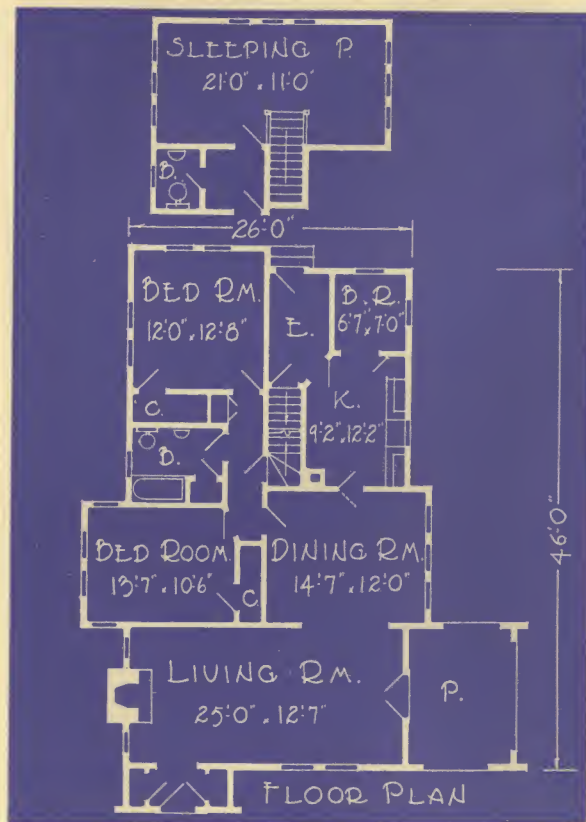 SLEEPING P.
21'0" x 11'0"
B.
26'0"
BED RM.
12'0" x 12'8"
B. R.
6'7" x 7'0"
E.
C.
K.
9'2" x 12'2"
B.
BED ROOM.
13'7" x 10'6"
C.
DINING RM.
14'7" x 12'0"
46'0"
LIVING RM.
25'0" x 12'7"
P.
FLOOR PLAN